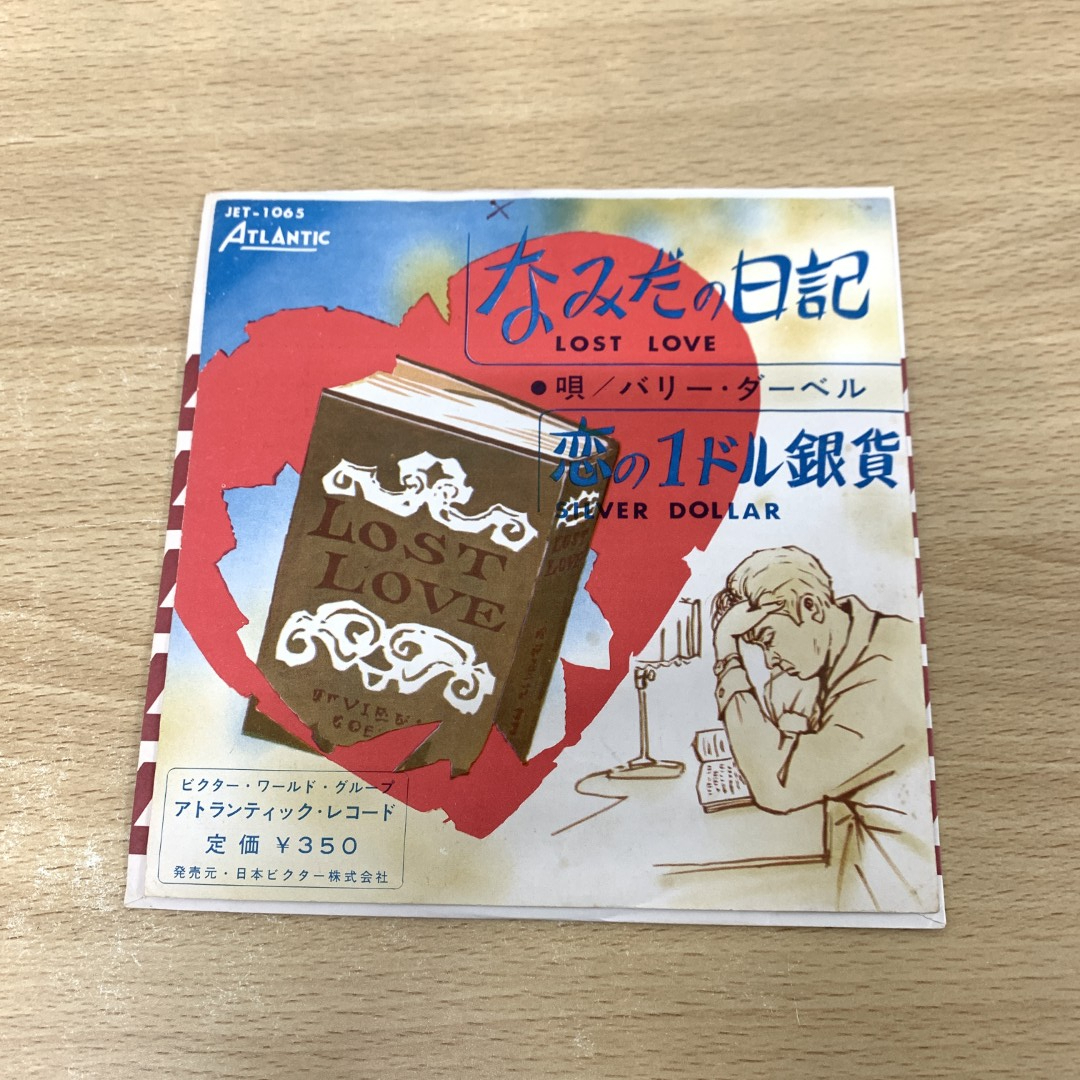 JET-1065
ATLANTIC
なみだの日記
LOST LOVE
●唄/バリー・ダーベル
恋の1ドル銀貨
SILVER DOLLAR
LOST
LOVE
LOST
LOVE
ビクター・ワールド・グループ
アトランティック・レコード
定価 ¥350
発売元・日本ビクター株式会社